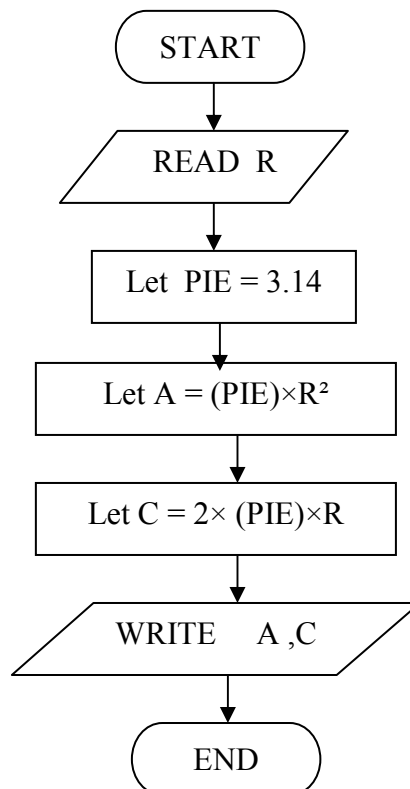 START
READ R
Let PIE = 3.14
Let A = (PIE)×R²
Let C = 2× (PIE)×R
WRITE A ,C
END